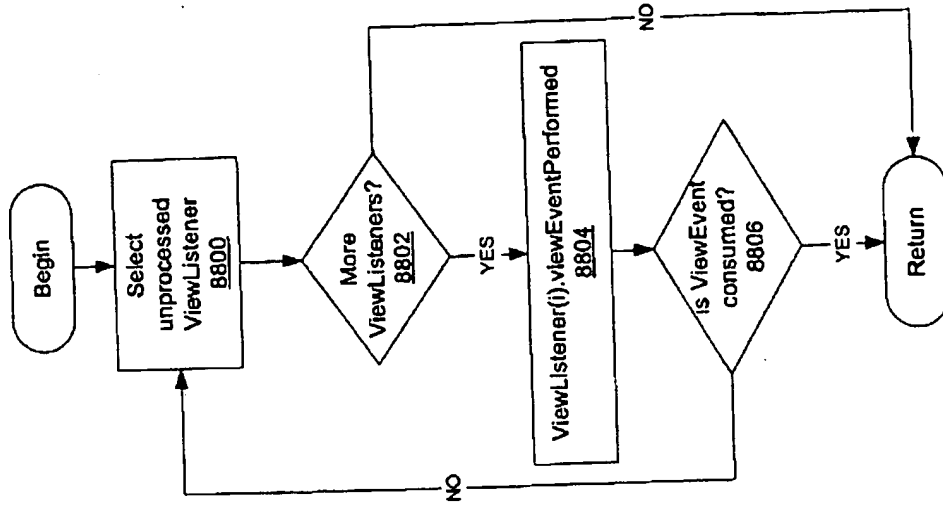 Begin
Select
unprocessed
ViewListener
8800
More
ViewListeners?
8802
NO
YES
ViewListener(i).viewEventPerformed
8804
is ViewEvent
consumed?
8806
NO
YES
Return